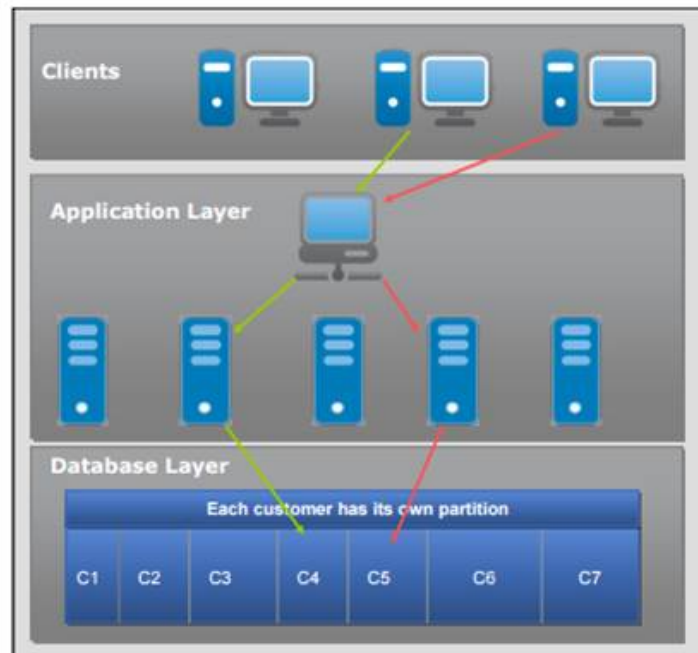 Clients
Application Layer
Database Layer
Each customer has its own partition
C1 C2 C3 C4 C5 C6 C7